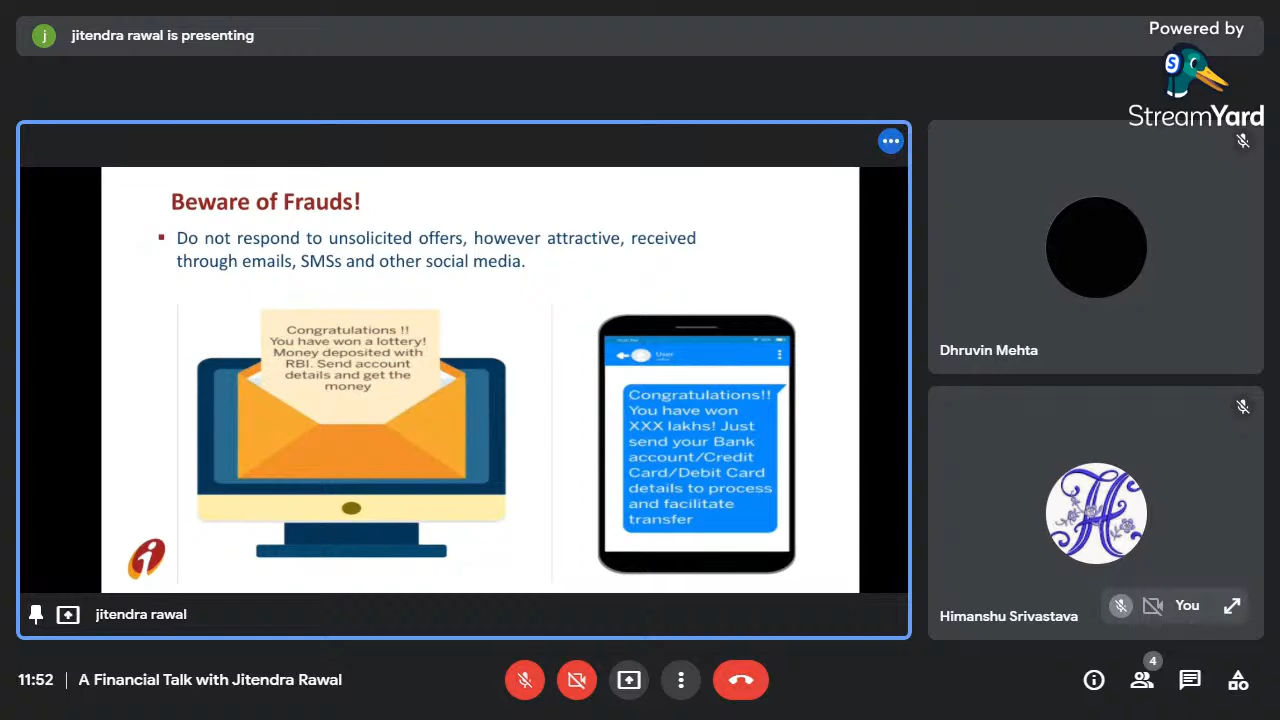 j
jitendra rawal is presenting
Powered by
S
StreamYard
Beware of Frauds!
Do not respond to unsolicited offers, however attractive, received
through emails, SMSs and other social media.
Congratulations !!
You have won a lottery!
Money deposited with
RBI. Send account
details and get the
money
User
Congratulations!!
You have won
XXX lakhs! Just
send your Bank
account/Credit
Card/Debit Card
details to process
and facilitate
transfer
i
jitendra rawal
Dhruvin Mehta
H
Himanshu Srivastava
You
11:52 | A Financial Talk with Jitendra Rawal
4